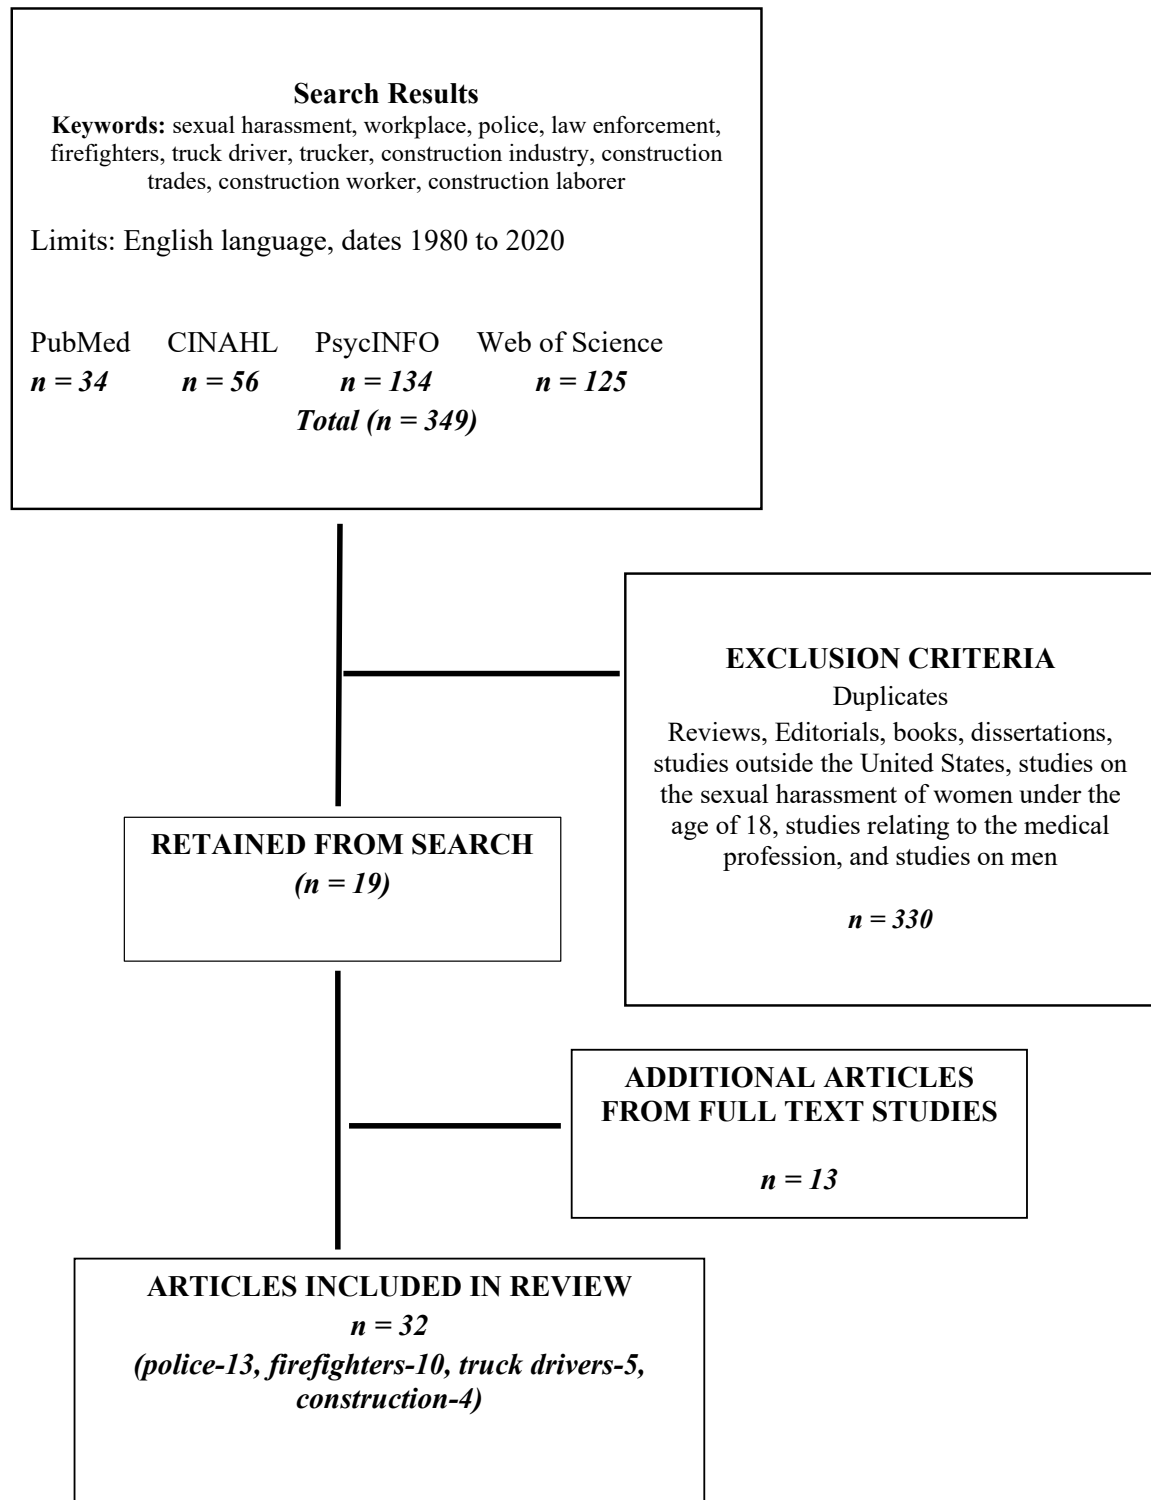 Search Results
Keywords: sexual harassment, workplace, police, law enforcement,
firefighters, truck driver, trucker, construction industry, construction
trades, construction worker, construction laborer
Limits: English language, dates 1980 to 2020
PubMed CINAHL PsycINFO Web of Science
n = 34 n = 56 n = 134 n = 125
Total (n = 349)
EXCLUSION CRITERIA
Duplicates
Reviews, Editorials, books, dissertations,
studies outside the United States, studies on
the sexual harassment of women under the
age of 18, studies relating to the medical
profession, and studies on men
n = 330
RETAINED FROM SEARCH
(n = 19)
ADDITIONAL ARTICLES
FROM FULL TEXT STUDIES
n = 13
ARTICLES INCLUDED IN REVIEW
n = 32
(police-13, firefighters-10, truck drivers-5,
construction-4)